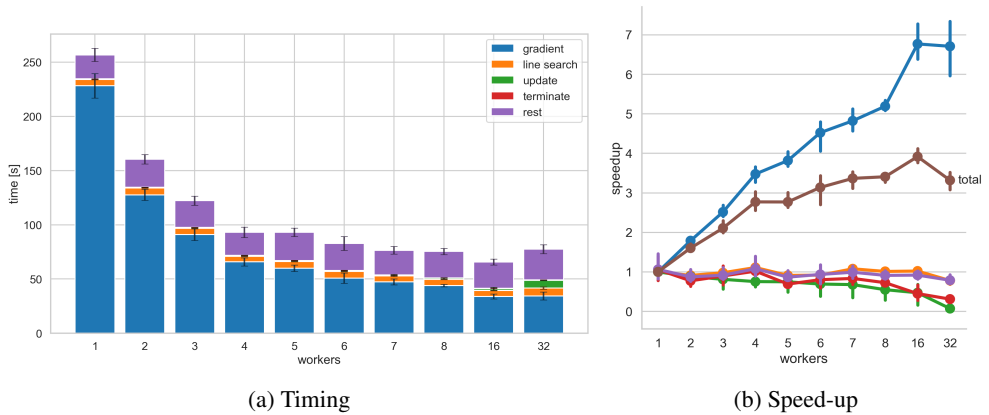 250
200
150
100
50
0
time [s]
gradient
line search
update
terminate
rest
1 2 3 4 5 6 7 8 16 32
workers
(a) Timing
7
6
5
4
3
2
1
0
speedup
total
1 2 3 4 5 6 7 8 16 32
workers
(b) Speed-up